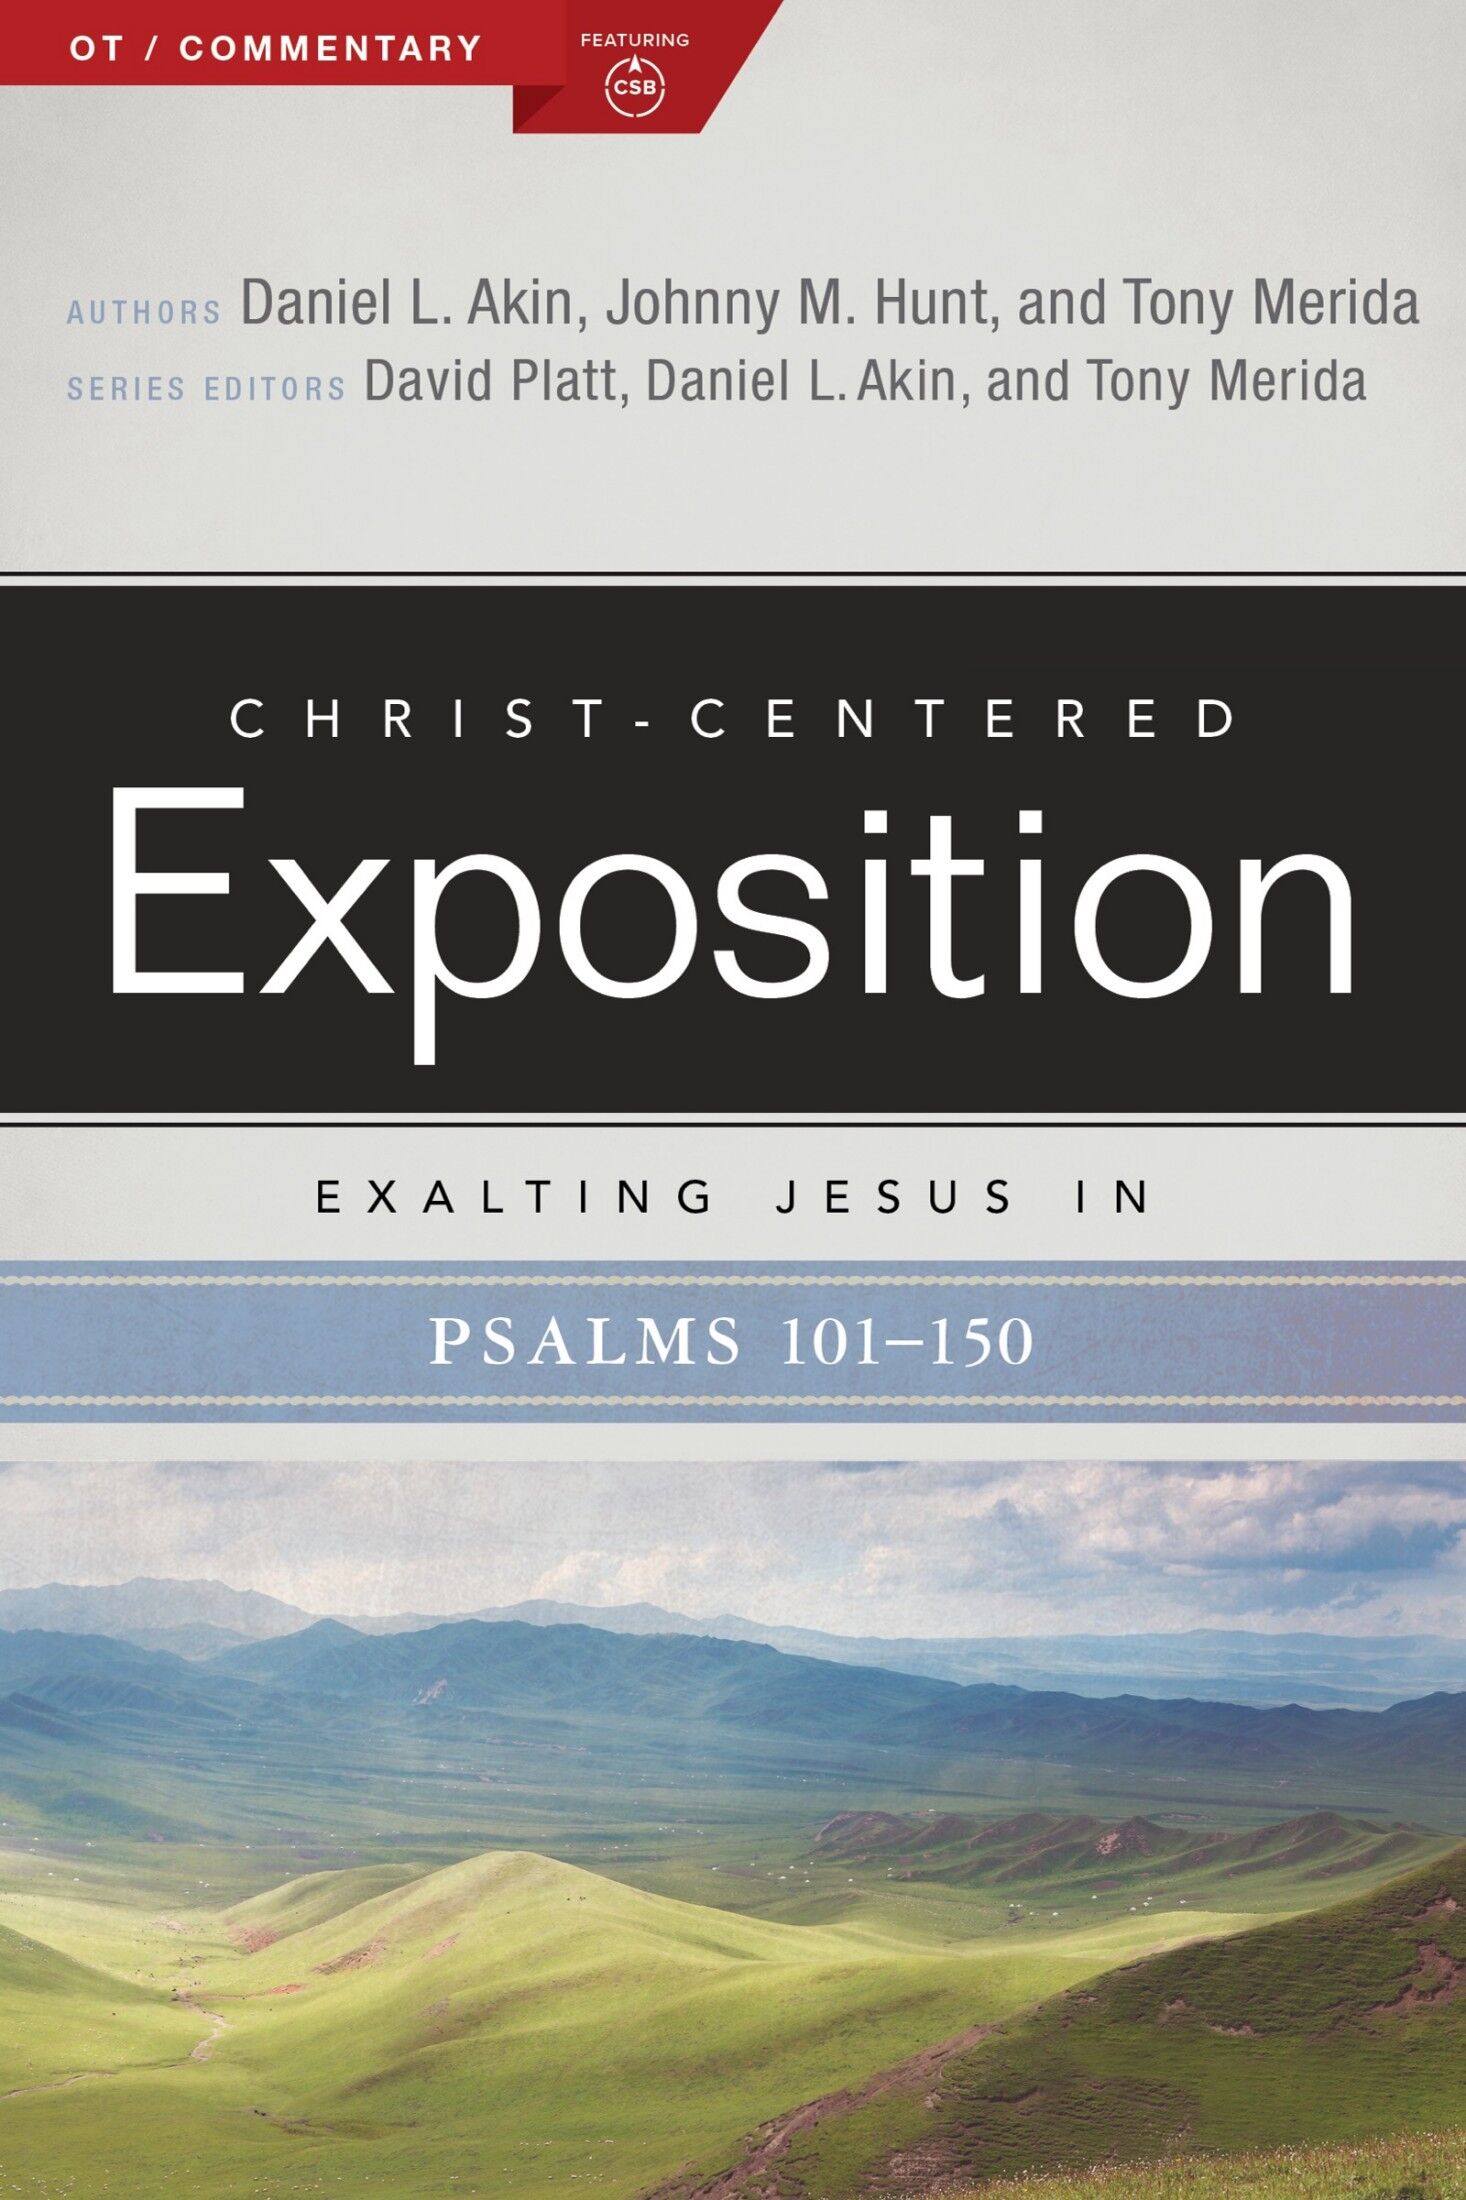 OT / COMMENTARY
FEATURING
CSB
AUTHORS Daniel L. Akin, Johnny M. Hunt, and Tony Merida
SERIES EDITORS David Platt, Daniel L. Akin, and Tony Merida
CHRIST-CENTERED
Exposition
EXALTING JESUS IN
PSALMS 101–150